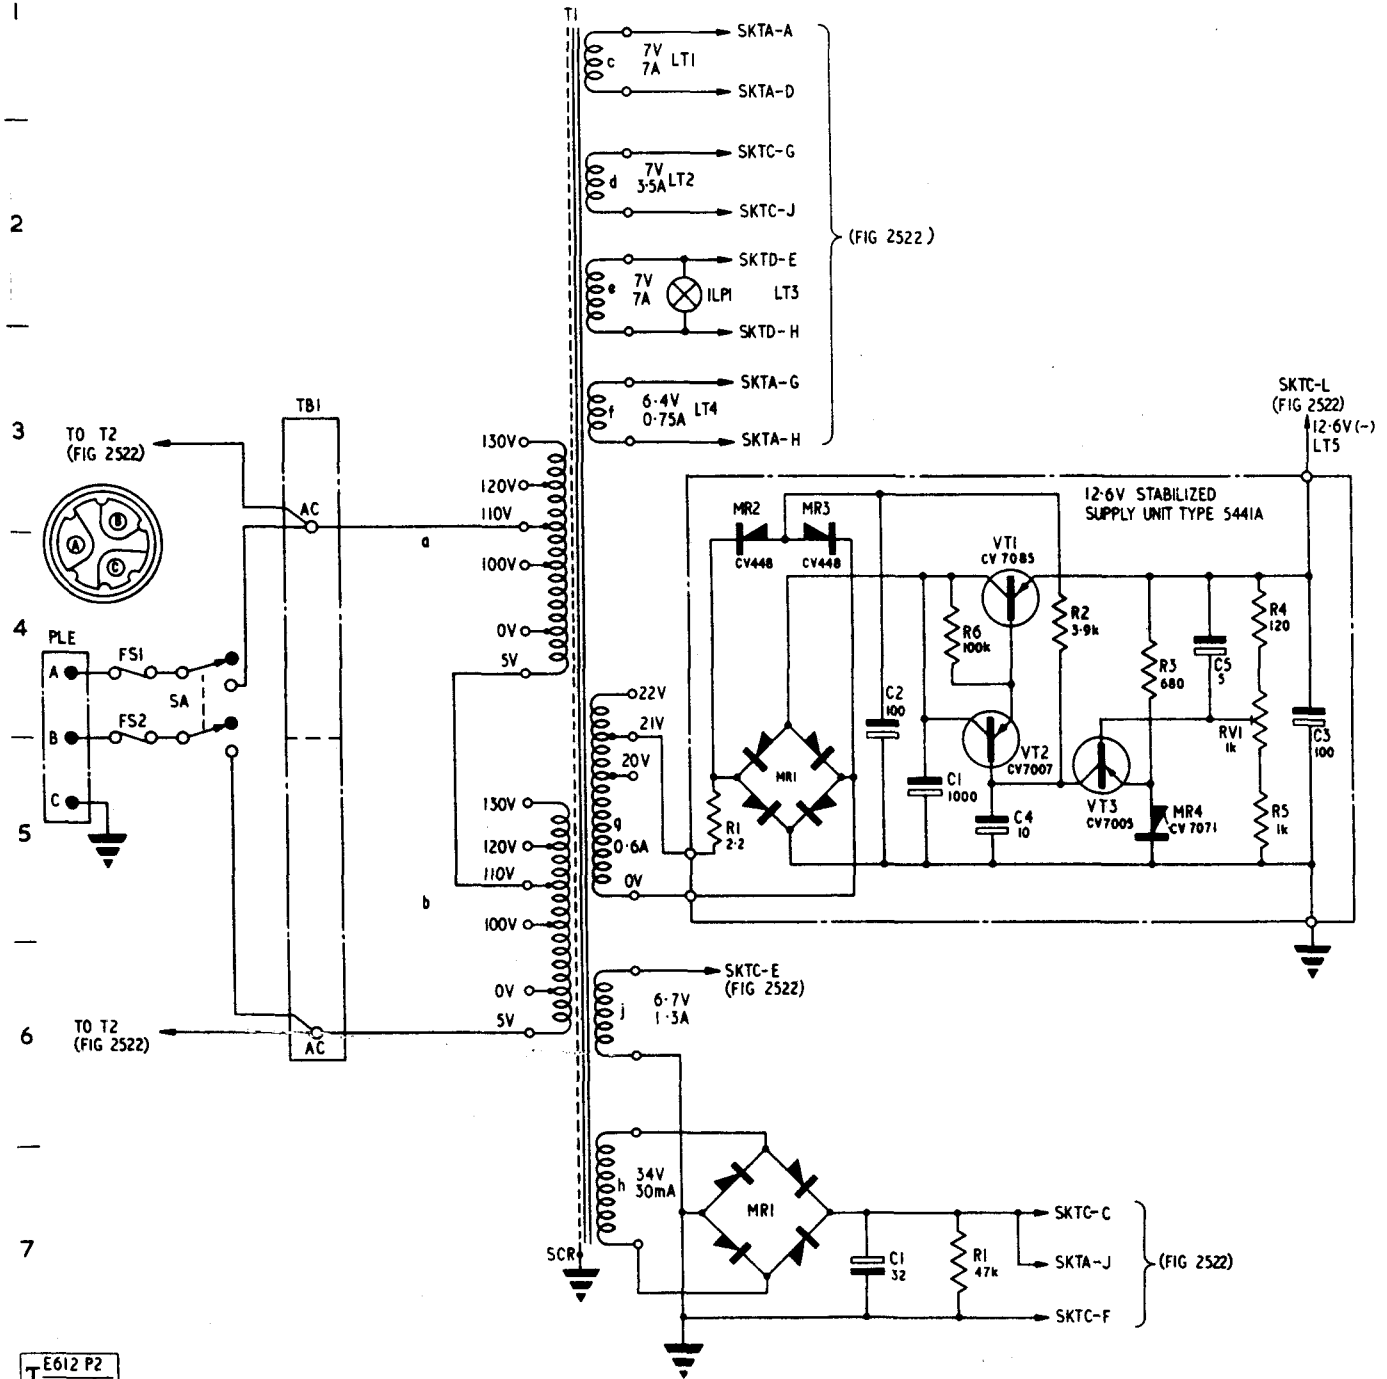 1
T1
SKTA-A
c
7V
7A
LT1
SKTA-D
SKTC-G
d
7V
3·5A
LT2
SKTC-J
2
(FIG 2522)
SKTD-E
e
7V
7A
ILP1
LT3
SKTD-H
SKTA-G
f
6·4V
0·75A
LT4
SKTA-H
SKTC-L
(FIG 2522)
12·6V(-)
LT5
3
TO T2
(FIG 2522)
TB1
130V
120V
110V
100V
0V
5V
a
AC
A
B
C
12·6V STABILIZED
SUPPLY UNIT TYPE 5441A
MR2
CV448
MR3
CV448
VT1
CV 7085
R6
100k
R2
3·9k
R3
680
C5
5
R4
120
4
PLE
A
FS1
SA
B
FS2
C
22V
21V
20V
g
0·6A
0V
C2
100
MR1
R1
2·2
C1
1000
VT2
CV7007
C4
10
VT3
CV7005
MR4
CV 7071
RV1
1k
R5
1k
C3
100
5
130V
120V
110V
100V
0V
5V
b
6
TO T2
(FIG 2522)
AC
SKTC-E
(FIG 2522)
j
6·7V
1·3A
7
h
34V
30mA
MR1
SCR
C1
32
R1
47k
SKTC-C
SKTA-J
(FIG 2522)
SKTC-F
T
E612 P2